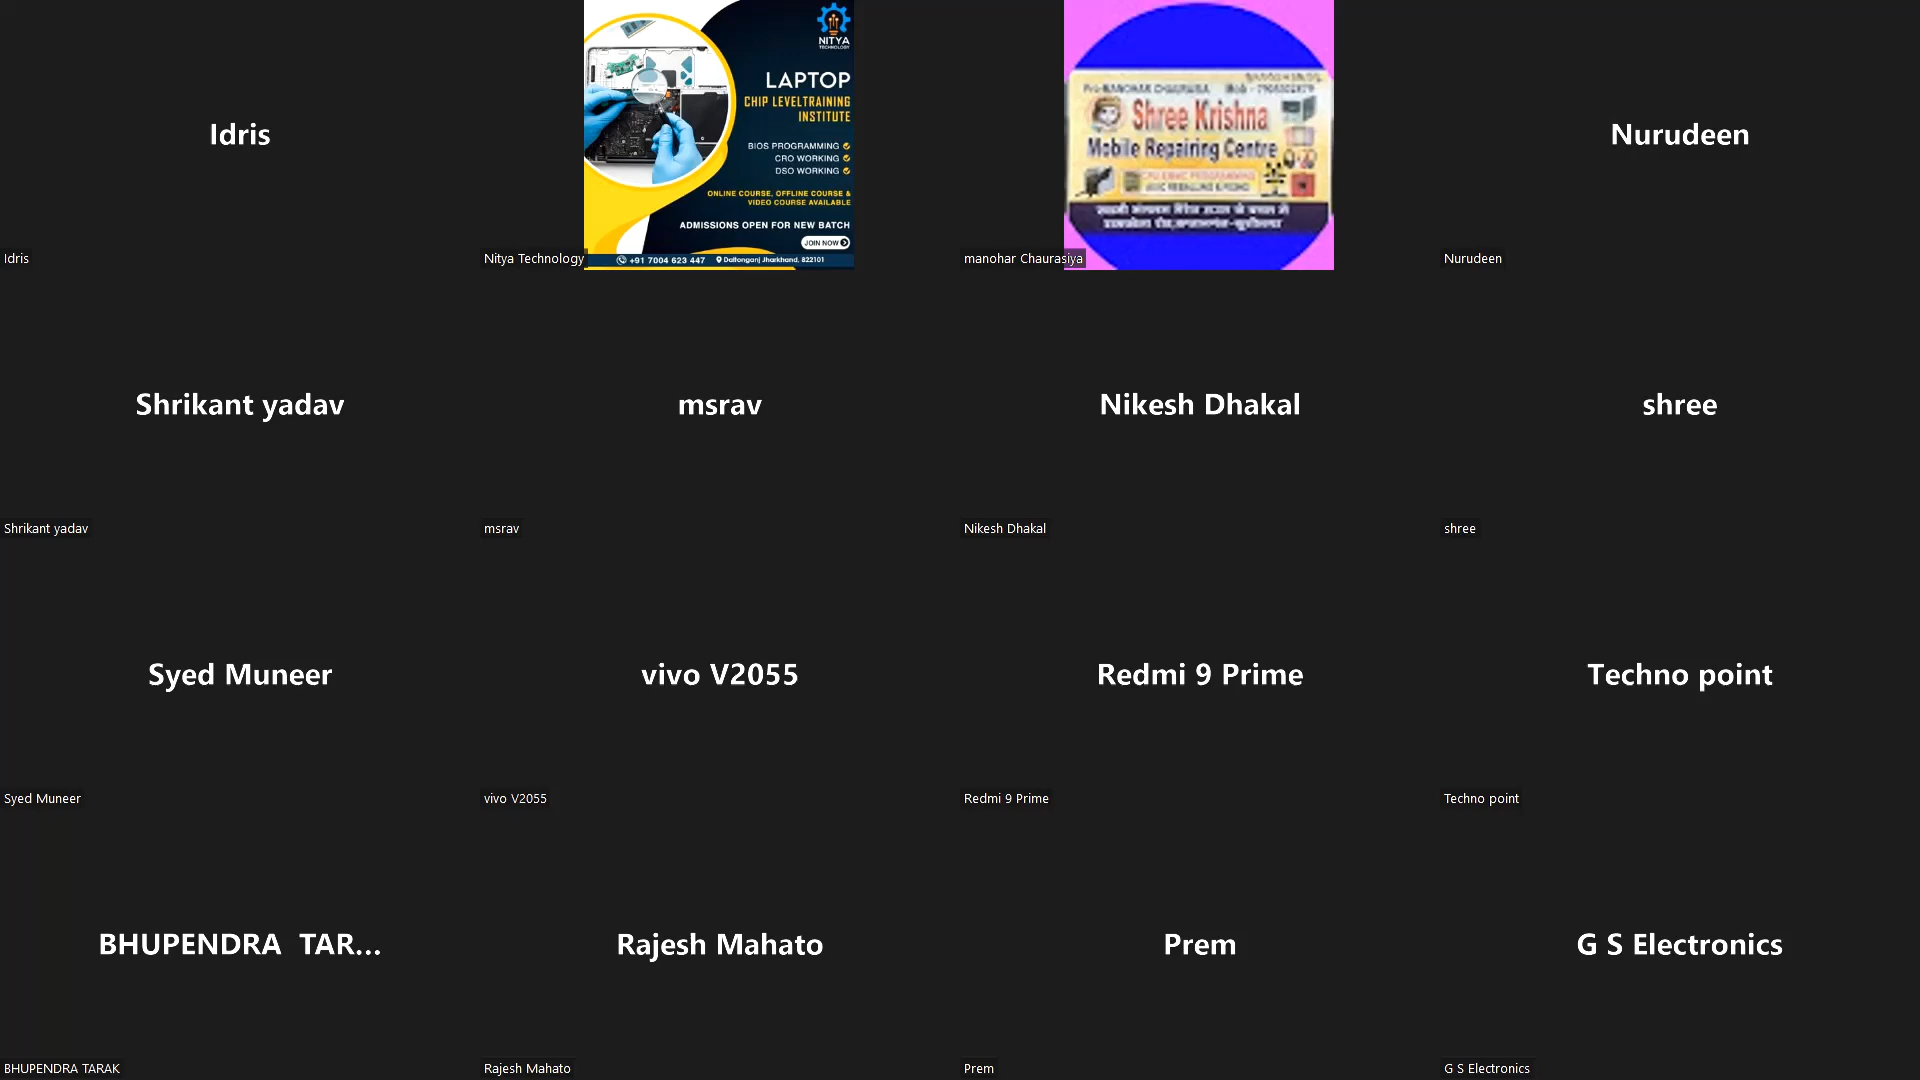 Idris
Idris
NITYA
TECHNOLOGY
LAPTOP
CHIP LEVELTRAINING
INSTITUTE
BIOS PROGRAMMING
CRO WORKING
DSO WORKING
ONLINE COURSE, OFFLINE COURSE &
VIDEO COURSE AVAILABLE
ADMISSIONS OPEN FOR NEW BATCH
JOIN NOW
+91 7004 623 447 Daltonganj Jharkhand, 822101
Nitya Technology
Shree Krishna
Mobile Repairing Centre
manohar Chaurasiya
Nurudeen
Nurudeen
Shrikant yadav
Shrikant yadav
msrav
msrav
Nikesh Dhakal
Nikesh Dhakal
shree
shree
Syed Muneer
Syed Muneer
vivo V2055
vivo V2055
Redmi 9 Prime
Redmi 9 Prime
Techno point
Techno point
BHUPENDRA TAR...
BHUPENDRA TARAK
Rajesh Mahato
Rajesh Mahato
Prem
Prem
G S Electronics
G S Electronics